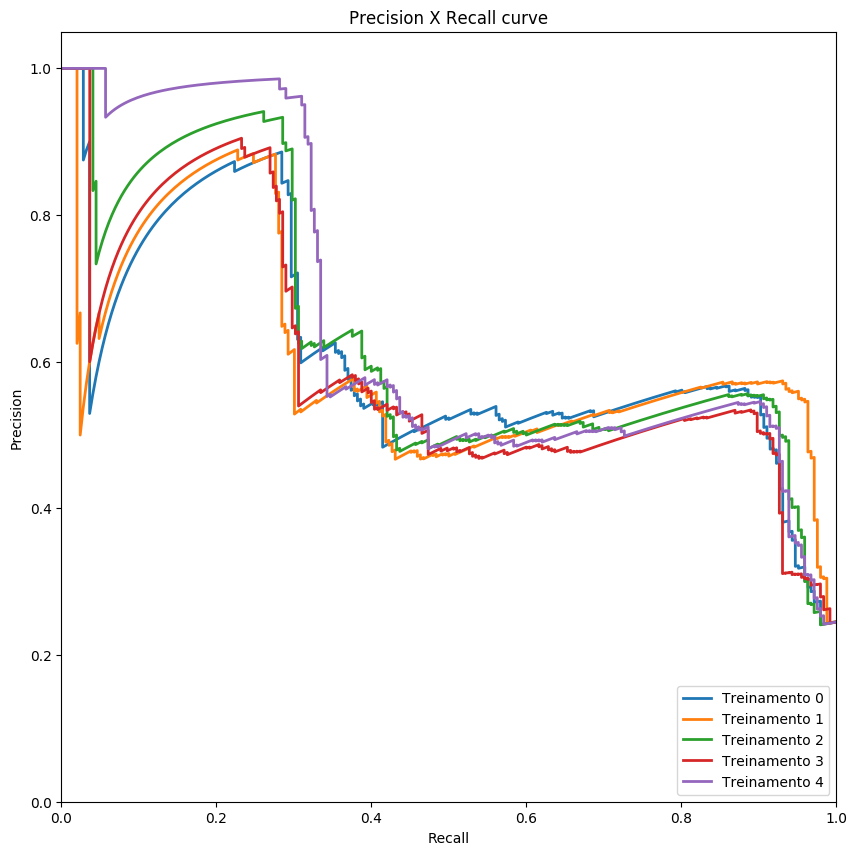 Precision X Recall curve
1.0
0.8
0.6
0.4
0.2
0.0
Precision
0.0 0.2 0.4 0.6 0.8 1.0
Recall
Treinamento 0
Treinamento 1
Treinamento 2
Treinamento 3
Treinamento 4